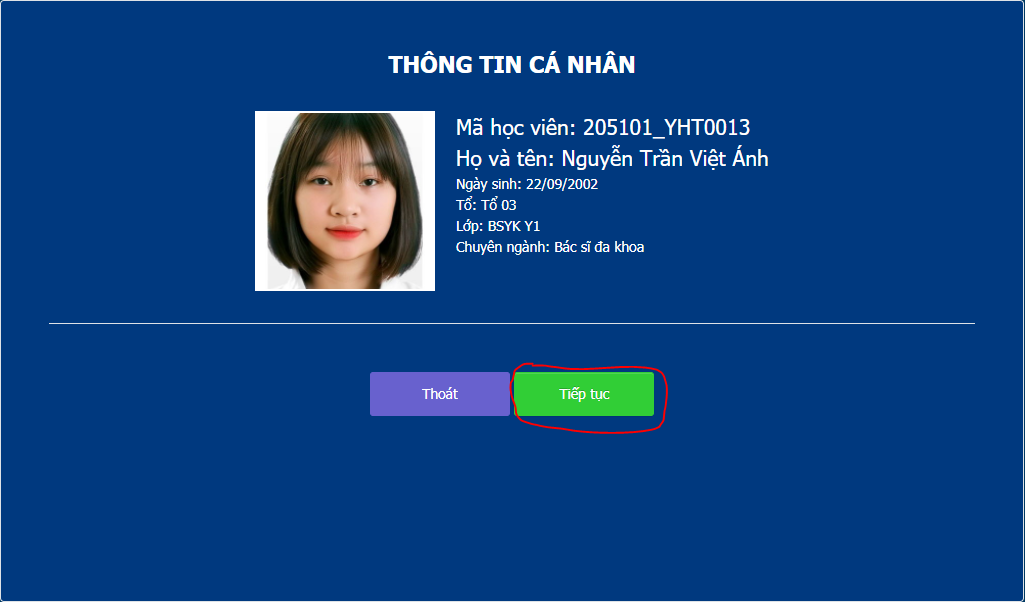 THÔNG TIN CÁ NHÂN
Mã học viên: 205101_YHT0013
Họ và tên: Nguyễn Trần Việt Ánh
Ngày sinh: 22/09/2002
Tổ: Tổ 03
Lớp: BSYK Y1
Chuyên ngành: Bác sĩ đa khoa
Thoát
Tiếp tục